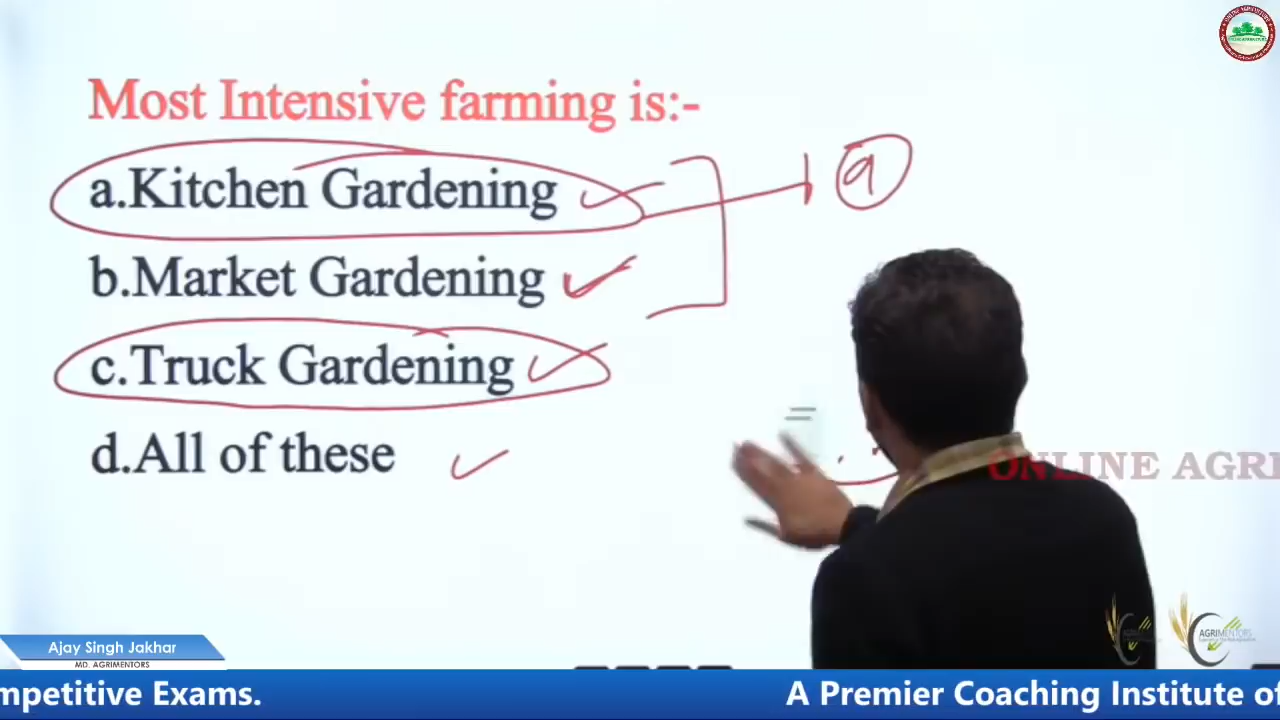 Most Intensive farming is:-
a.Kitchen Gardening
a
b.Market Gardening
c.Truck Gardening
d.All of these
ONLINE AGRI
AGRIMENTORS
Ajay Singh Jakhar
MD. AGRIMENTORS
mpetitive Exams.
A Premier Coaching Institute of